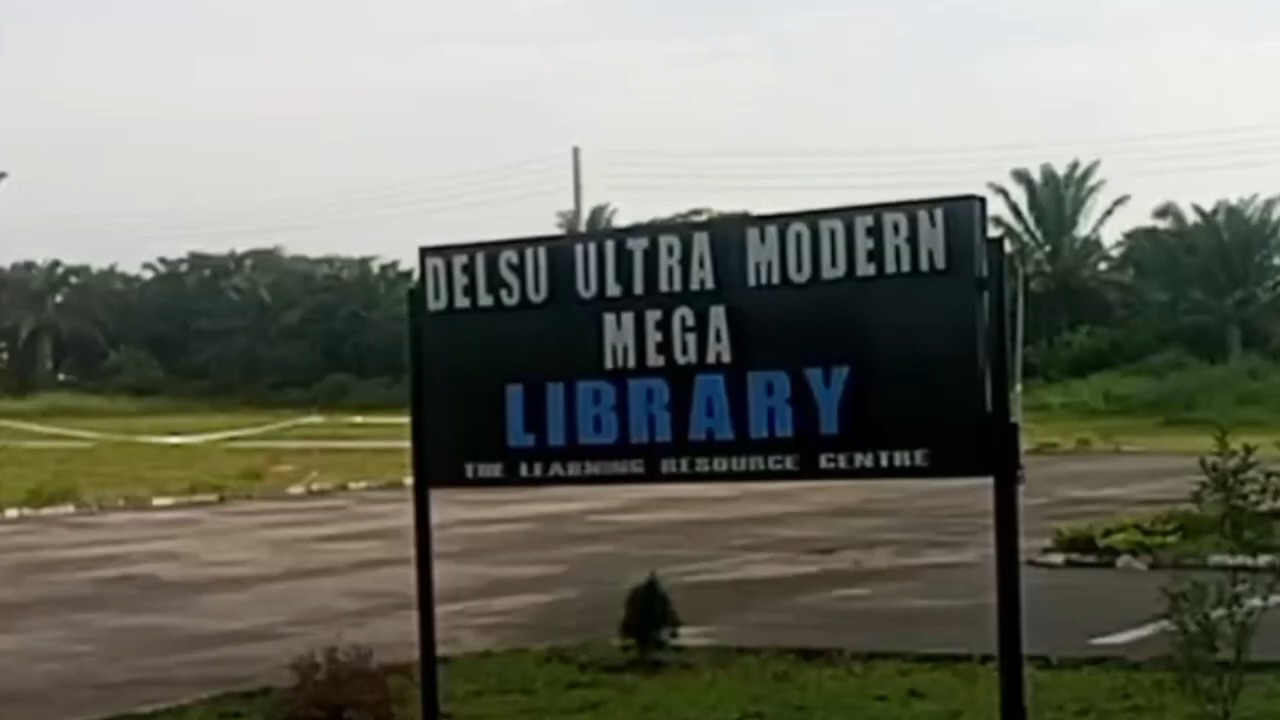 DELSU ULTRA MODERN
MEGA
LIBRARY
THE LEARNING RESOURCE CENTRE